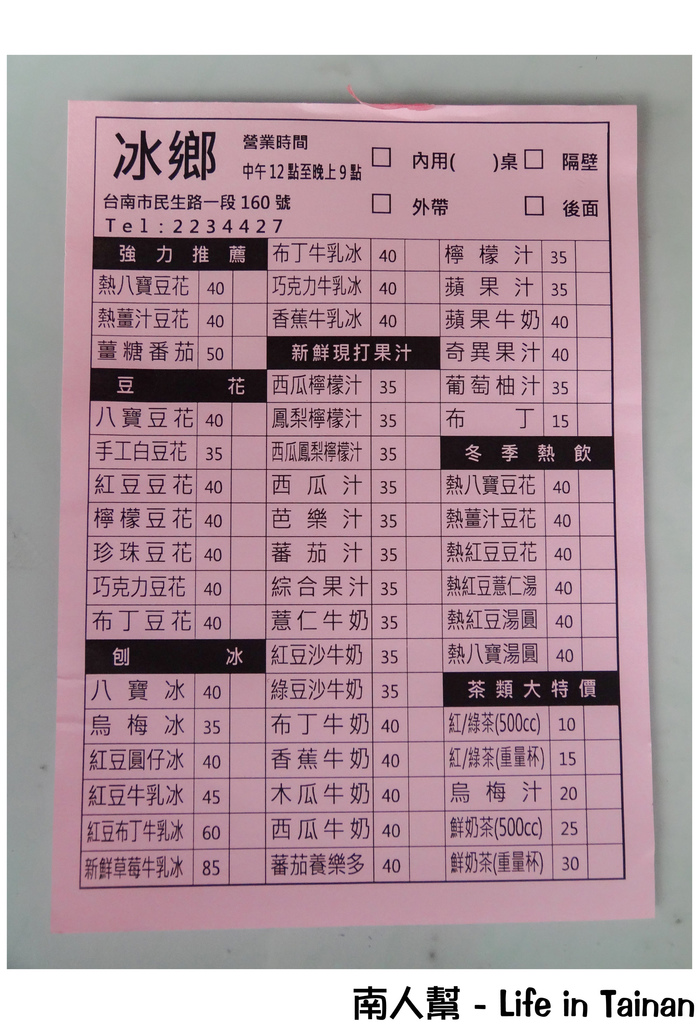 冰鄉
營業時間
中午12點至晚上9點
內用(　)桌
隔壁
台南市民生路一段160號
外帶
後面
Tel:2234427
強力推薦
熱八寶豆花 40
熱薑汁豆花 40
薑糖番茄 50
豆花
八寶豆花 40
手工白豆花 35
紅豆豆花 40
檸檬豆花 40
珍珠豆花 40
巧克力豆花 40
布丁豆花 40
刨冰
八寶冰 40
烏梅冰 35
紅豆圓仔冰 40
紅豆牛乳冰 45
紅豆布丁牛乳冰 60
新鮮草莓牛乳冰 85
布丁牛乳冰 40
巧克力牛乳冰 40
香蕉牛乳冰 40
新鮮現打果汁
西瓜檸檬汁 35
鳳梨檸檬汁 35
西瓜鳳梨檸檬汁 35
西瓜汁 35
芭樂汁 35
蕃茄汁 35
綜合果汁 35
薏仁牛奶 35
紅豆沙牛奶 35
綠豆沙牛奶 35
布丁牛奶 40
香蕉牛奶 40
木瓜牛奶 40
西瓜牛奶 40
蕃茄養樂多 40
檸檬汁 35
蘋果汁 35
蘋果牛奶 40
奇異果汁 40
葡萄柚汁 35
布丁 15
冬季熱飲
熱八寶豆花 40
熱薑汁豆花 40
熱紅豆豆花 40
熱紅豆薏仁湯 40
熱紅豆湯圓 40
熱八寶湯圓 40
茶類大特價
紅/綠茶(500cc) 10
紅/綠茶(重量杯) 15
烏梅汁 20
鮮奶茶(500cc) 25
鮮奶茶(重量杯) 30
南人幫 - Life in Tainan